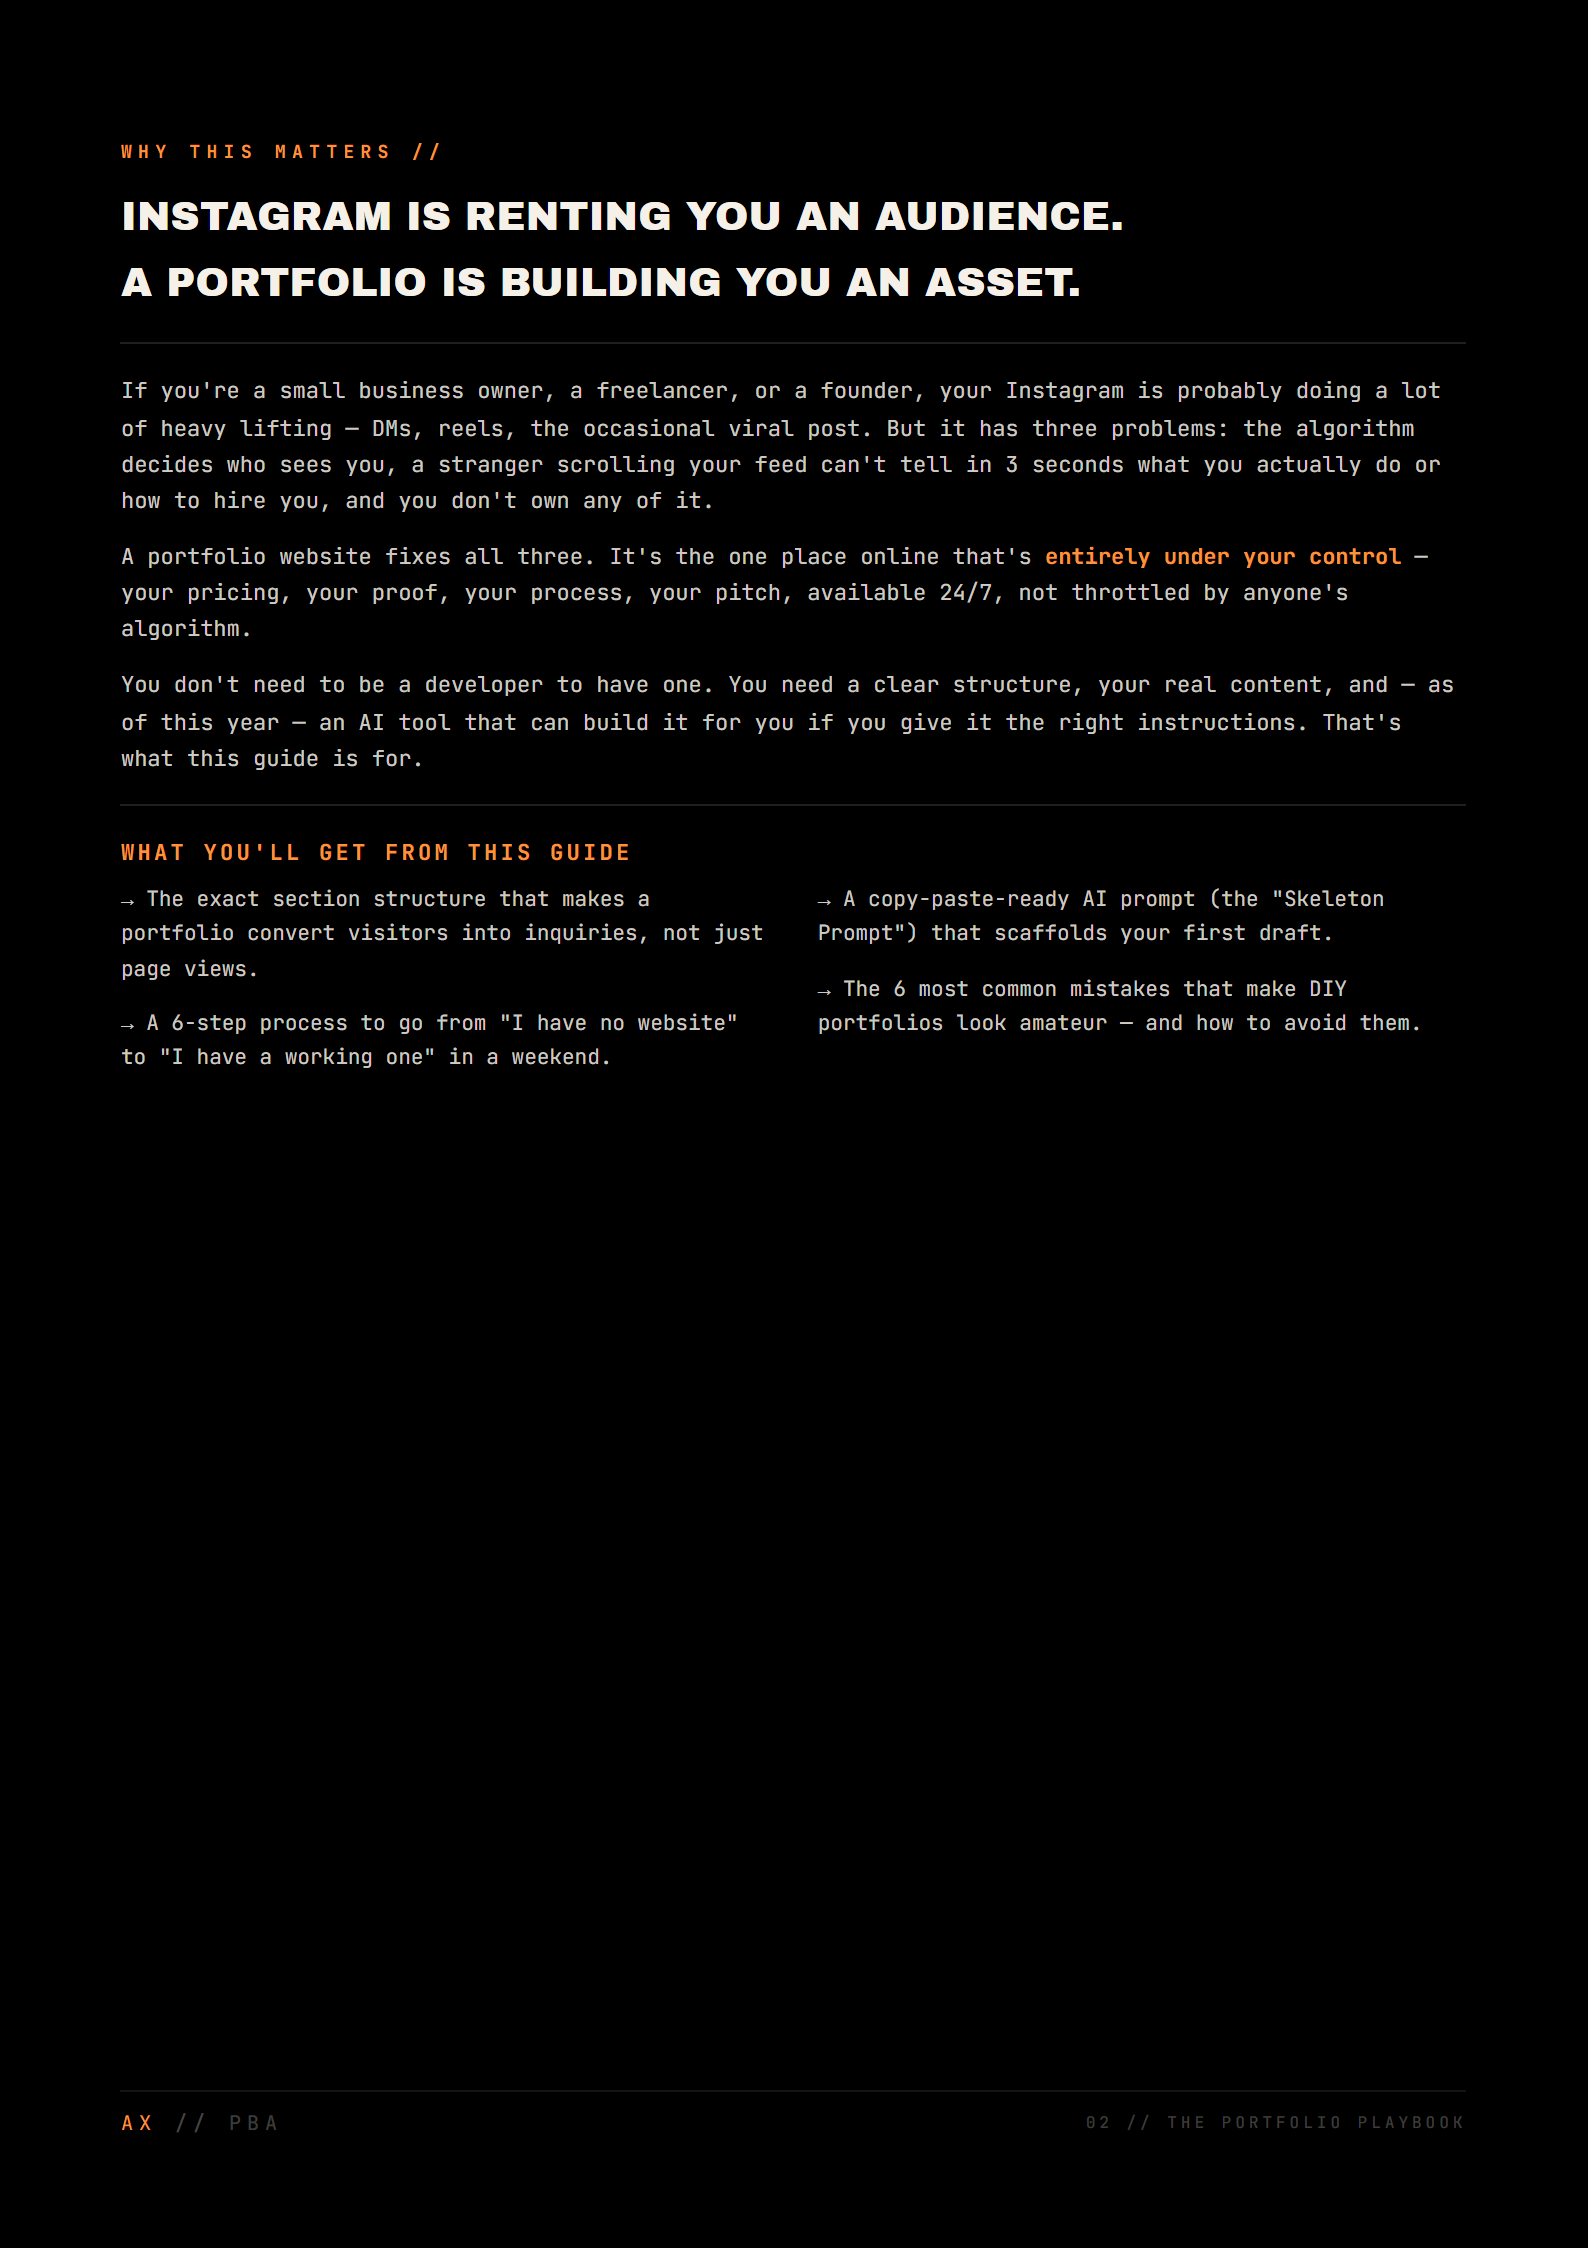 WHY THIS MATTERS //
INSTAGRAM IS RENTING YOU AN AUDIENCE.
A PORTFOLIO IS BUILDING YOU AN ASSET.
If you're a small business owner, a freelancer, or a founder, your Instagram is probably doing a lot
of heavy lifting — DMs, reels, the occasional viral post. But it has three problems: the algorithm
decides who sees you, a stranger scrolling your feed can't tell in 3 seconds what you actually do or
how to hire you, and you don't own any of it.
A portfolio website fixes all three. It's the one place online that's entirely under your control —
your pricing, your proof, your process, your pitch, available 24/7, not throttled by anyone's
algorithm.
You don't need to be a developer to have one. You need a clear structure, your real content, and — as
of this year — an AI tool that can build it for you if you give it the right instructions. That's
what this guide is for.
WHAT YOU'LL GET FROM THIS GUIDE
→ The exact section structure that makes a
portfolio convert visitors into inquiries, not just
page views.
→ A 6-step process to go from "I have no website"
to "I have a working one" in a weekend.
→ A copy-paste-ready AI prompt (the "Skeleton
Prompt") that scaffolds your first draft.
→ The 6 most common mistakes that make DIY
portfolios look amateur — and how to avoid them.
AX // PBA
02 // THE PORTFOLIO PLAYBOOK